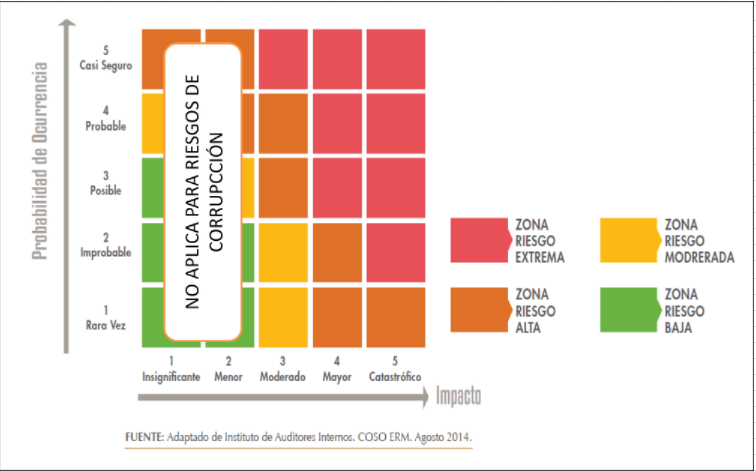 Probabilidad de Ocurrencia
5
Casi Seguro
4
Probable
3
Posible
2
Improbable
1
Rara Vez
NO APLICA PARA RIESGOS DE
CORRUPCCIÓN
1
Insignificante
2
Menor
3
Moderado
4
Mayor
5
Catastrófico
Impacto
ZONA
RIESGO
EXTREMA
ZONA
RIESGO
MODRERADA
ZONA
RIESGO
ALTA
ZONA
RIESGO
BAJA
FUENTE: Adaptado de Instituto de Auditores Internos. COSO ERM. Agosto 2014.